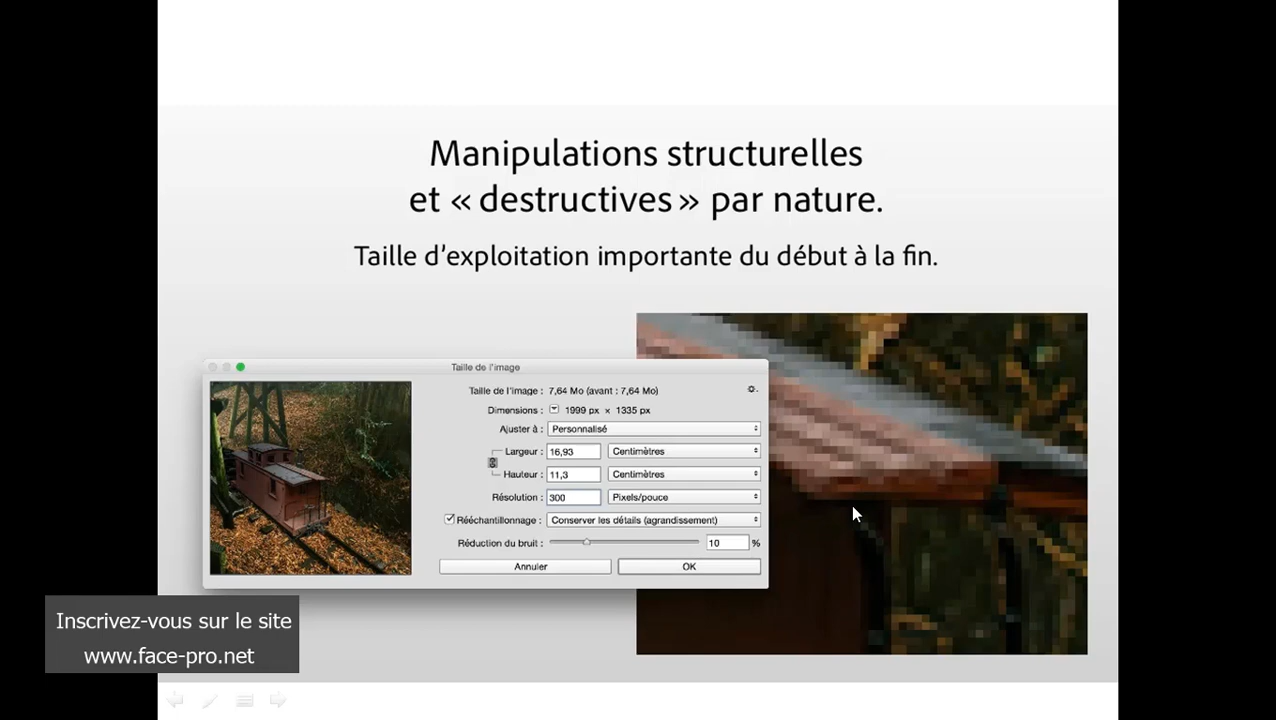 Manipulations structurelles
et « destructives » par nature.
Taille d’exploitation importante du début à la fin.
Taille de l’image
Taille de l’image : 7,64 Mo (avant : 7,64 Mo)
Dimensions : 1999 px × 1335 px
Ajuster à : Personnalisé
Largeur : 16,93 Centimètres
Hauteur : 11,3 Centimètres
Résolution : 300 Pixels/pouce
Rééchantillonnage : Conserver les détails (agrandissement)
Réduction du bruit : 10 %
Annuler OK
Inscrivez-vous sur le site
www.face-pro.net